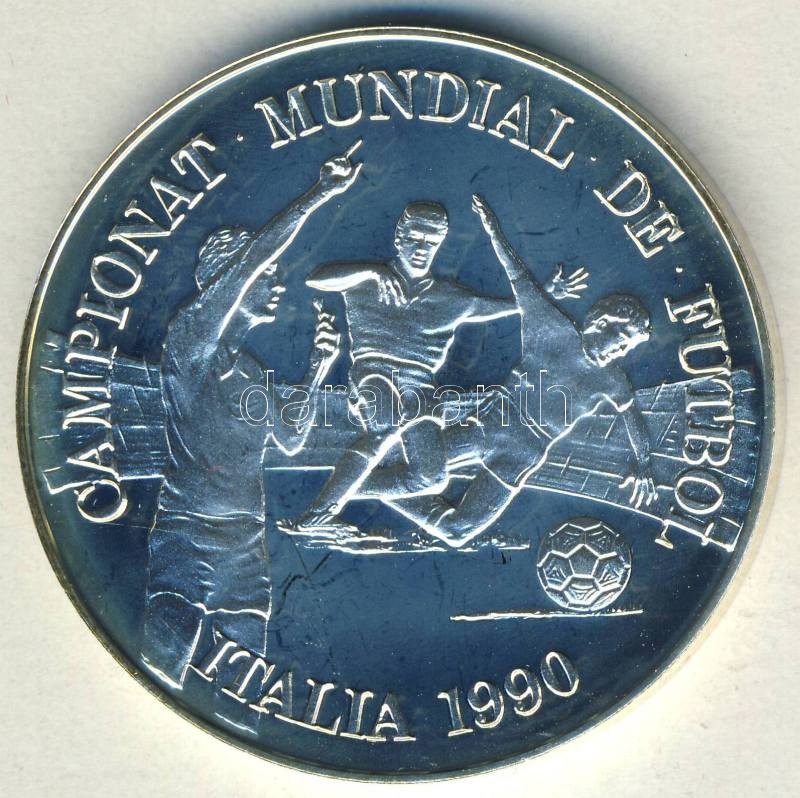 CAMPIONAT · MUNDIAL · DE · FUTBOL
darabanth
ITALIA 1990